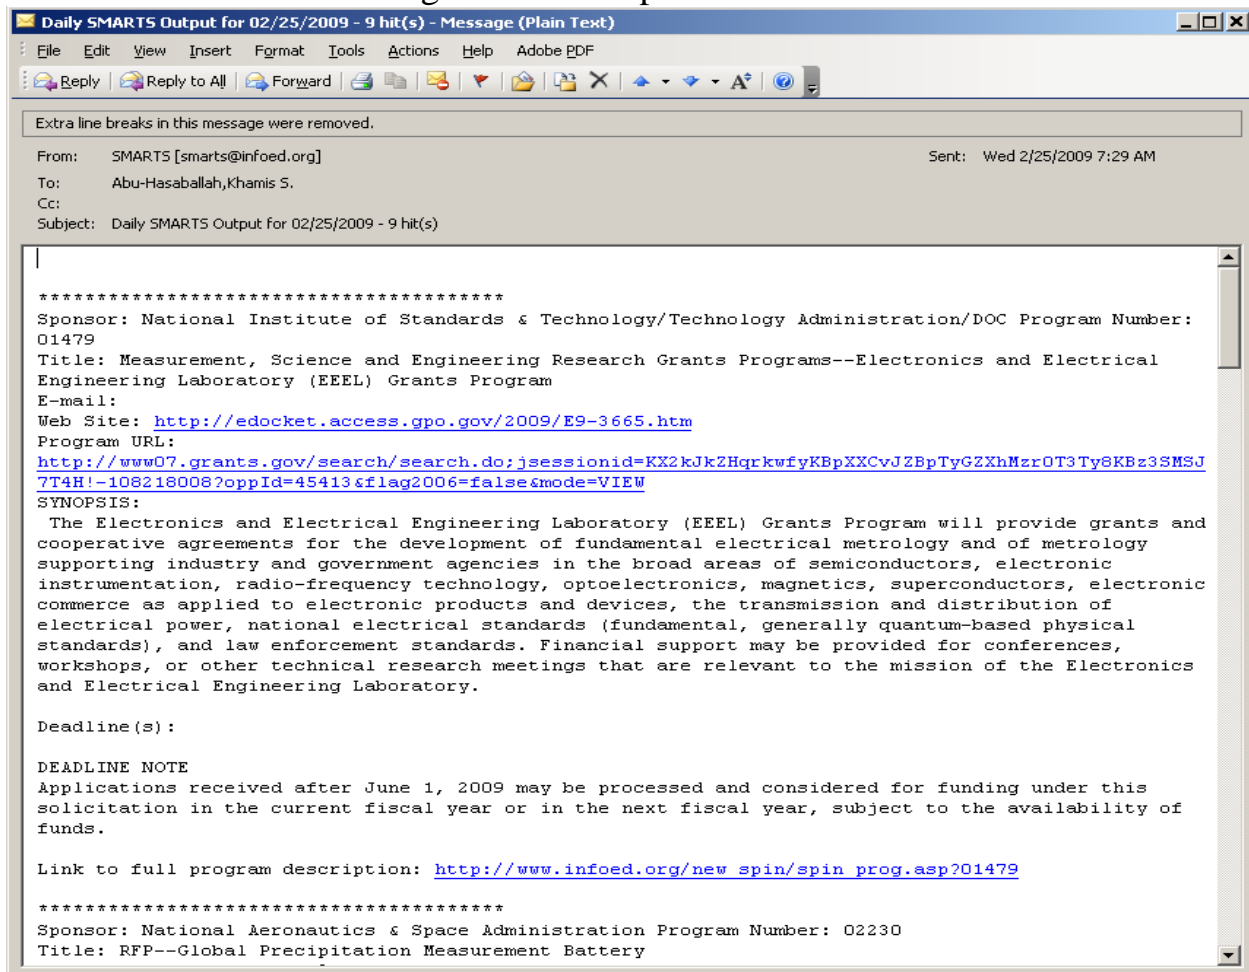 Daily SMARTS Output for 02/25/2009 - 9 hit(s) - Message (Plain Text)
File Edit View Insert Format Tools Actions Help Adobe PDF
Reply Reply to All Forward
Extra line breaks in this message were removed.
From: SMARTS [smarts@infoed.org] Sent: Wed 2/25/2009 7:29 AM
To: Abu-Hasaballah,Khamis S.
Cc:
Subject: Daily SMARTS Output for 02/25/2009 - 9 hit(s)
****************************************
Sponsor: National Institute of Standards & Technology/Technology Administration/DOC Program Number:
01479
Title: Measurement, Science and Engineering Research Grants Programs--Electronics and Electrical
Engineering Laboratory (EEEL) Grants Program
E-mail:
Web Site: http://edocket.access.gpo.gov/2009/E9-3665.htm
Program URL:
http://www07.grants.gov/search/search.do;jsessionid=KX2kJkZHqrkwfyKBpXXCvJZBpTyGZXhMzr0T3Ty8KBz3SMSJ
7T4H!-108218008?oppId=45413&flag2006=false&mode=VIEW
SYNOPSIS:
The Electronics and Electrical Engineering Laboratory (EEEL) Grants Program will provide grants and
cooperative agreements for the development of fundamental electrical metrology and of metrology
supporting industry and government agencies in the broad areas of semiconductors, electronic
instrumentation, radio-frequency technology, optoelectronics, magnetics, superconductors, electronic
commerce as applied to electronic products and devices, the transmission and distribution of
electrical power, national electrical standards (fundamental, generally quantum-based physical
standards), and law enforcement standards. Financial support may be provided for conferences,
workshops, or other technical research meetings that are relevant to the mission of the Electronics
and Electrical Engineering Laboratory.
Deadline(s):
DEADLINE NOTE
Applications received after June 1, 2009 may be processed and considered for funding under this
solicitation in the current fiscal year or in the next fiscal year, subject to the availability of
funds.
Link to full program description: http://www.infoed.org/new_spin/spin_prog.asp?01479
****************************************
Sponsor: National Aeronautics & Space Administration Program Number: 02230
Title: RFP--Global Precipitation Measurement Battery